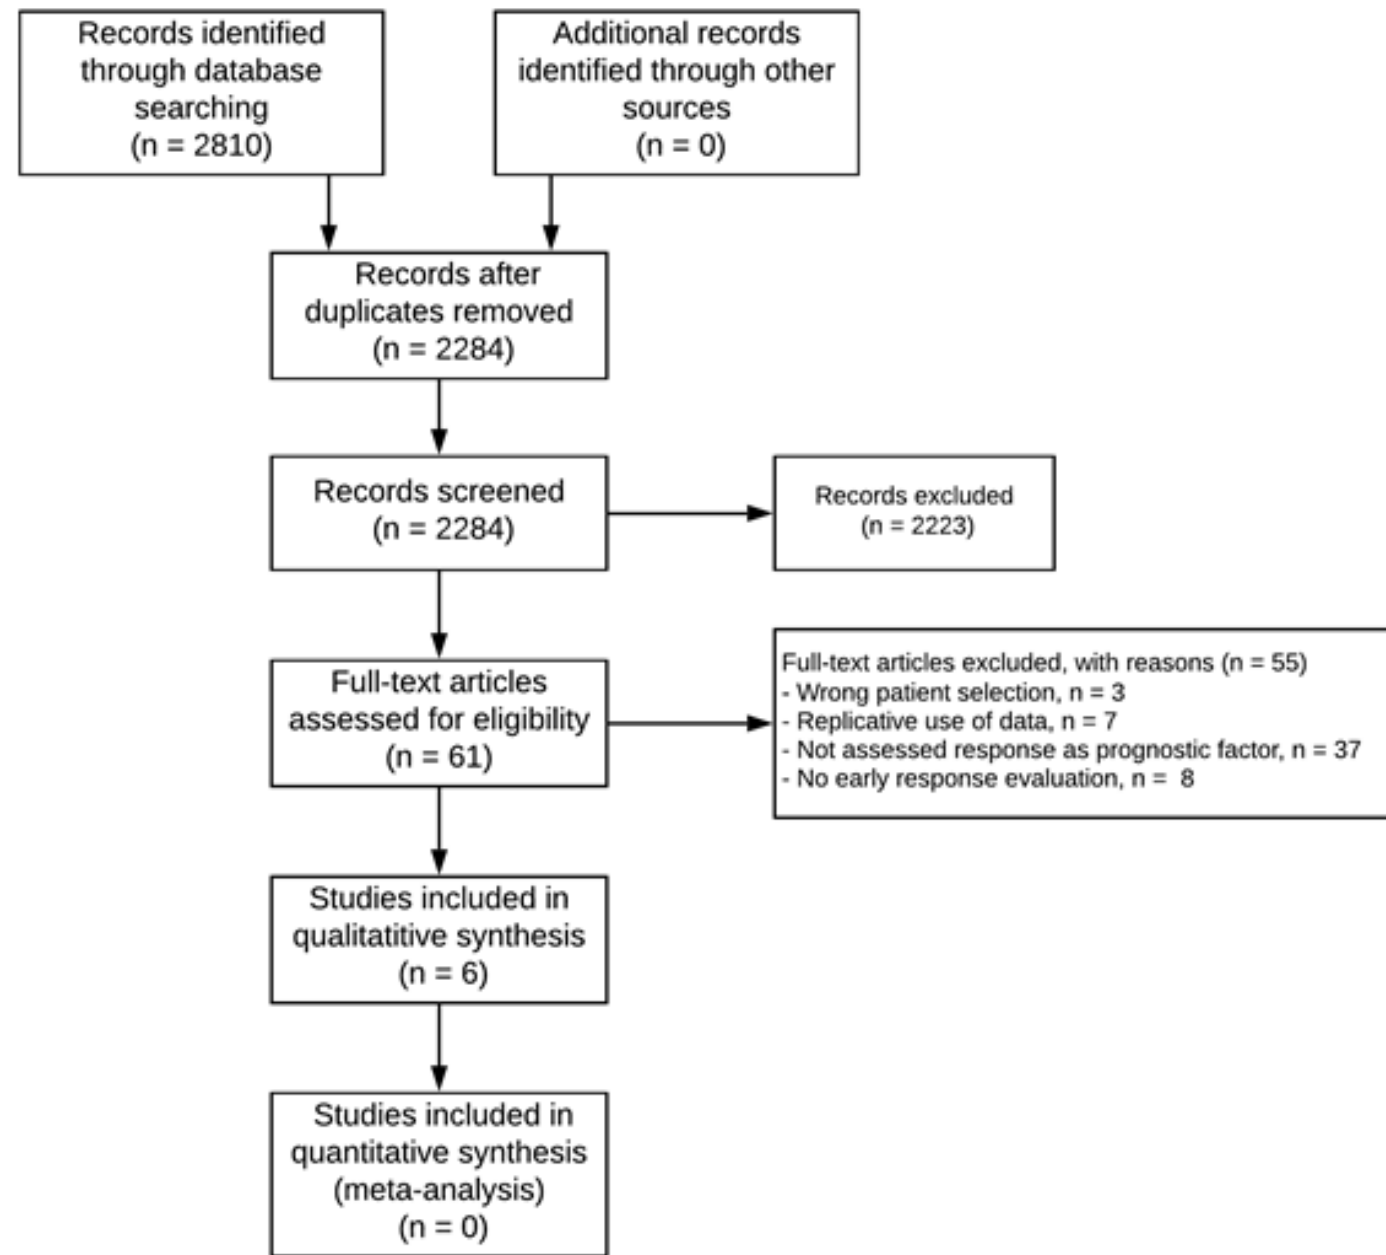 Records identified
through database
searching
(n = 2810)
Additional records
identified through other
sources
(n = 0)
Records after
duplicates removed
(n = 2284)
Records screened
(n = 2284)
Records excluded
(n = 2223)
Full-text articles
assessed for eligibility
(n = 61)
Full-text articles excluded, with reasons (n = 55)
- Wrong patient selection, n = 3
- Replicative use of data, n = 7
- Not assessed response as prognostic factor, n = 37
- No early response evaluation, n =  8
Studies included in
qualitatitive synthesis
(n = 6)
Studies included in
quantitative synthesis
(meta-analysis)
(n = 0)